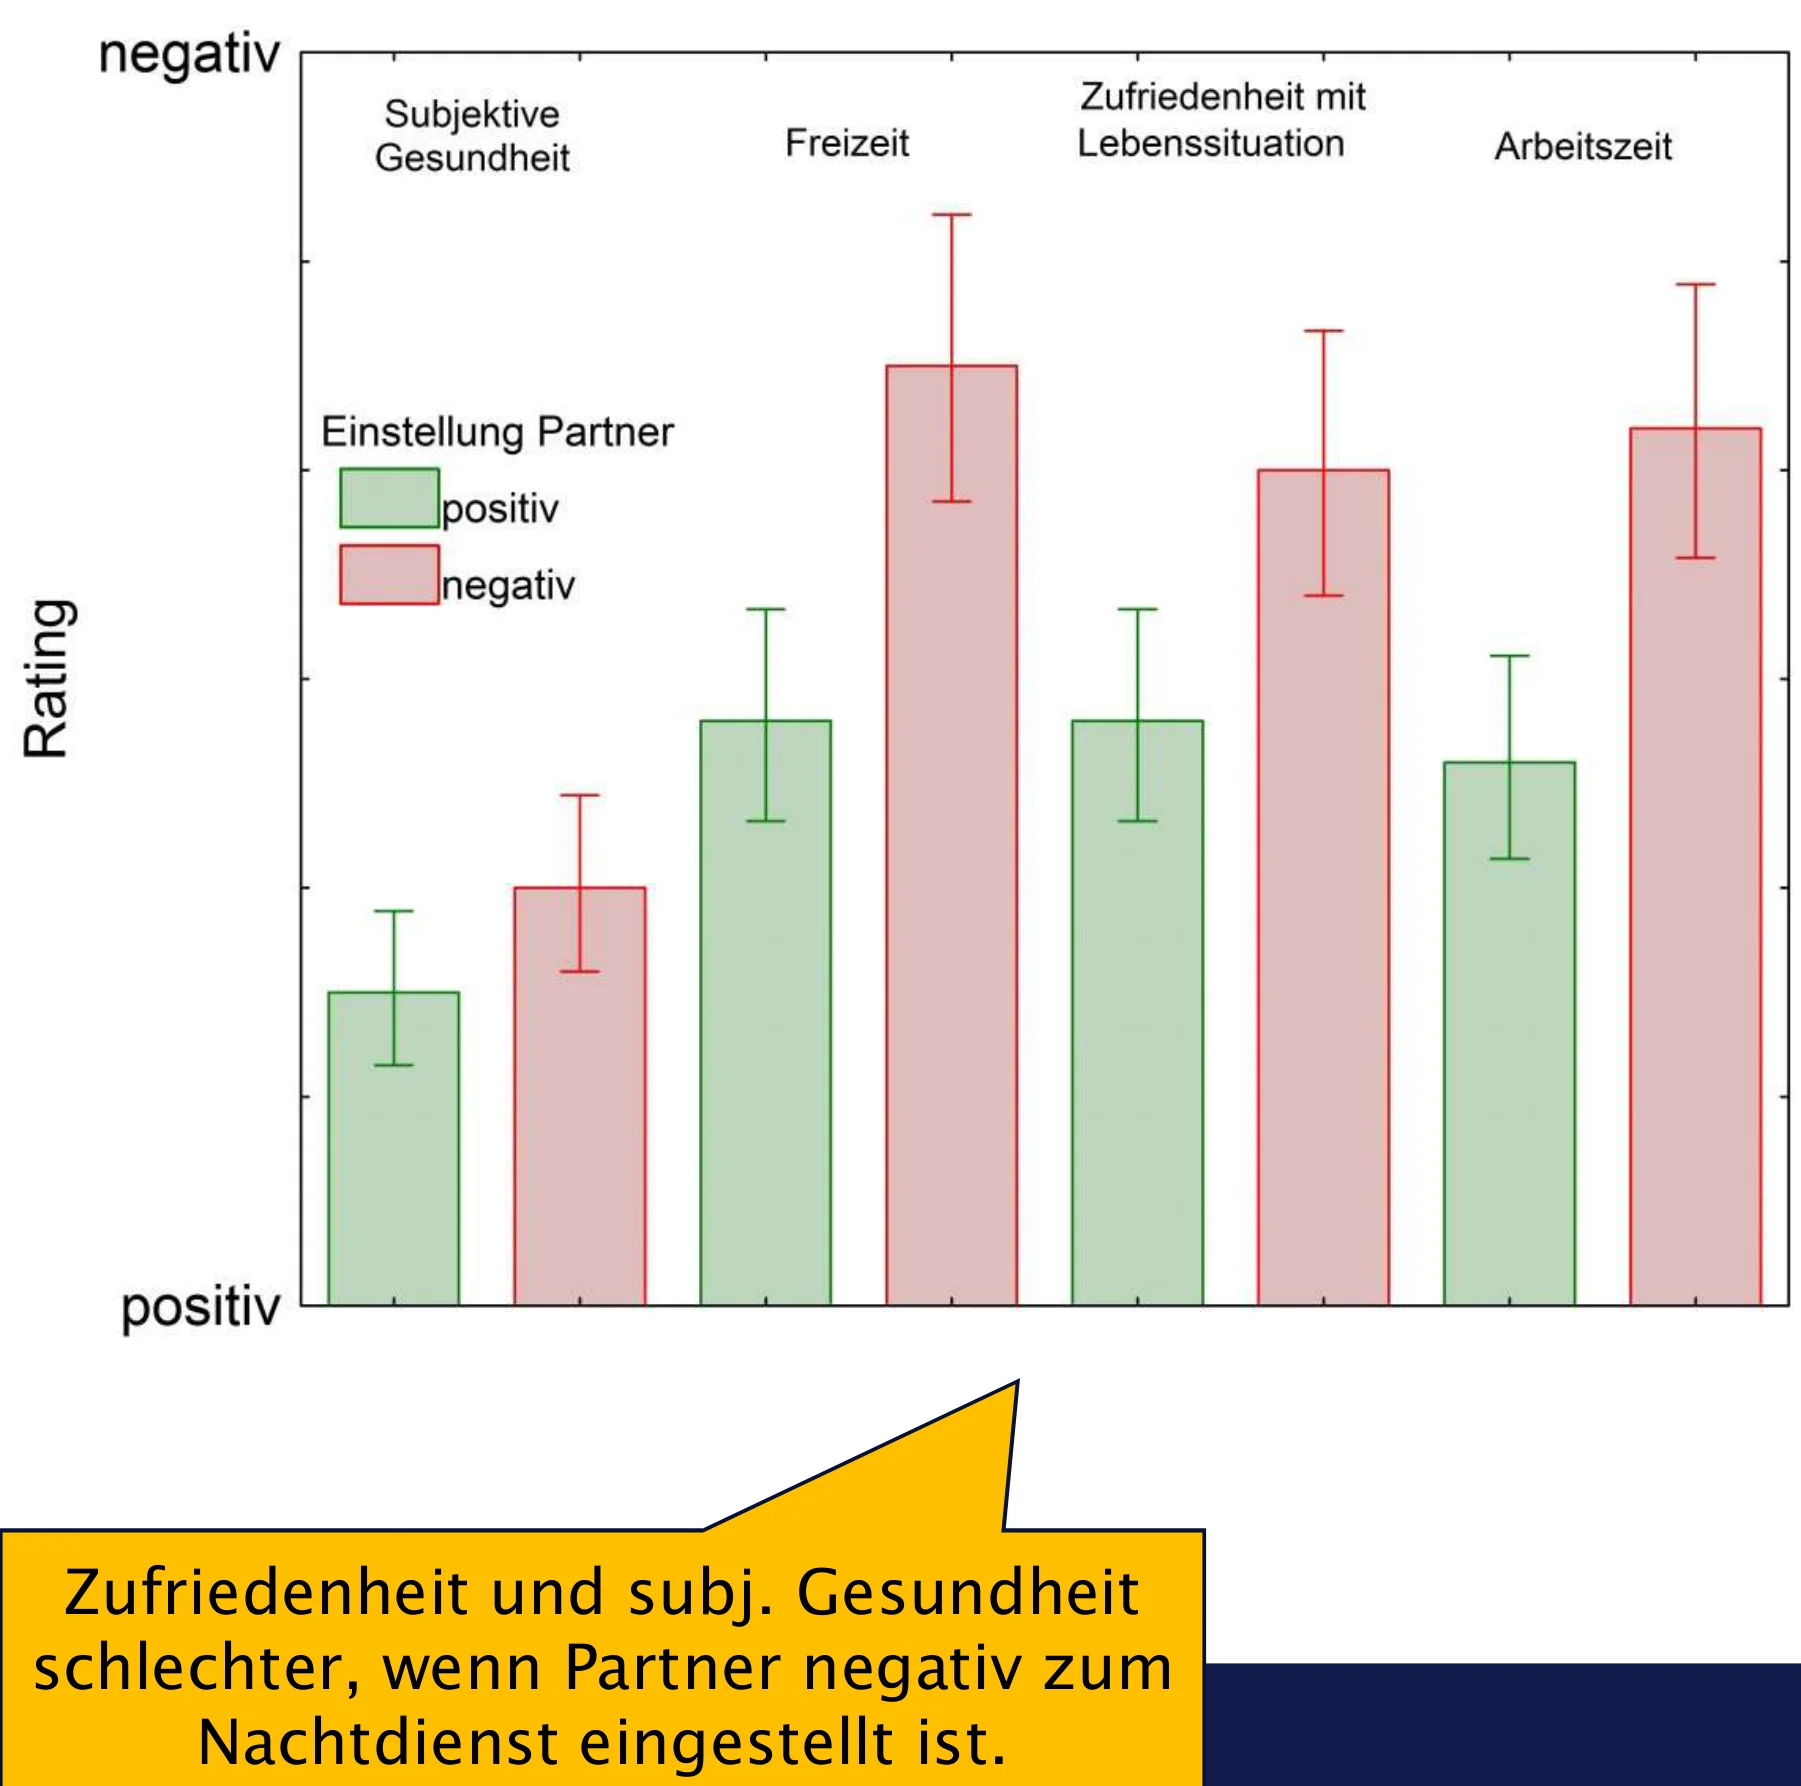 negativ
Subjektive
Gesundheit
Freizeit
Zufriedenheit mit
Lebenssituation
Arbeitszeit
Einstellung Partner
positiv
negativ
Rating
positiv
Zufriedenheit und subj. Gesundheit
schlechter, wenn Partner negativ zum
Nachtdienst eingestellt ist.